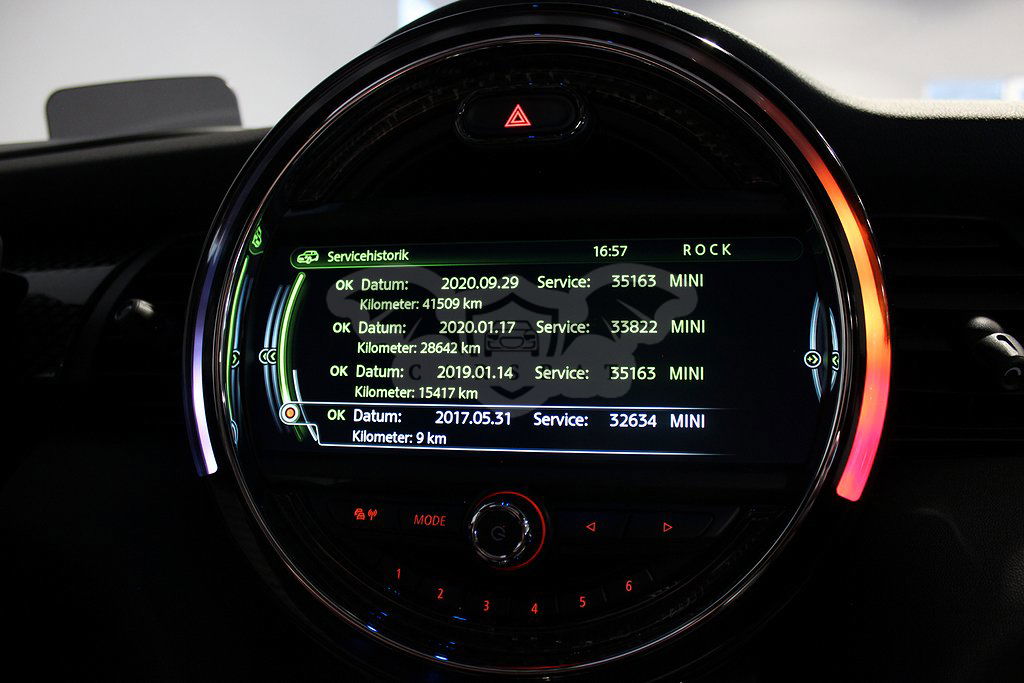 Servicehistorik 16:57 ROCK
OK Datum: 2020.09.29 Service: 35163 MINI
Kilometer: 41509 km
OK Datum: 2020.01.17 Service: 33822 MINI
Kilometer: 28642 km
OK Datum: 2019.01.14 Service: 35163 MINI
Kilometer: 15417 km
OK Datum: 2017.05.31 Service: 32634 MINI
Kilometer: 9 km
MODE
1 2 3 4 5 6